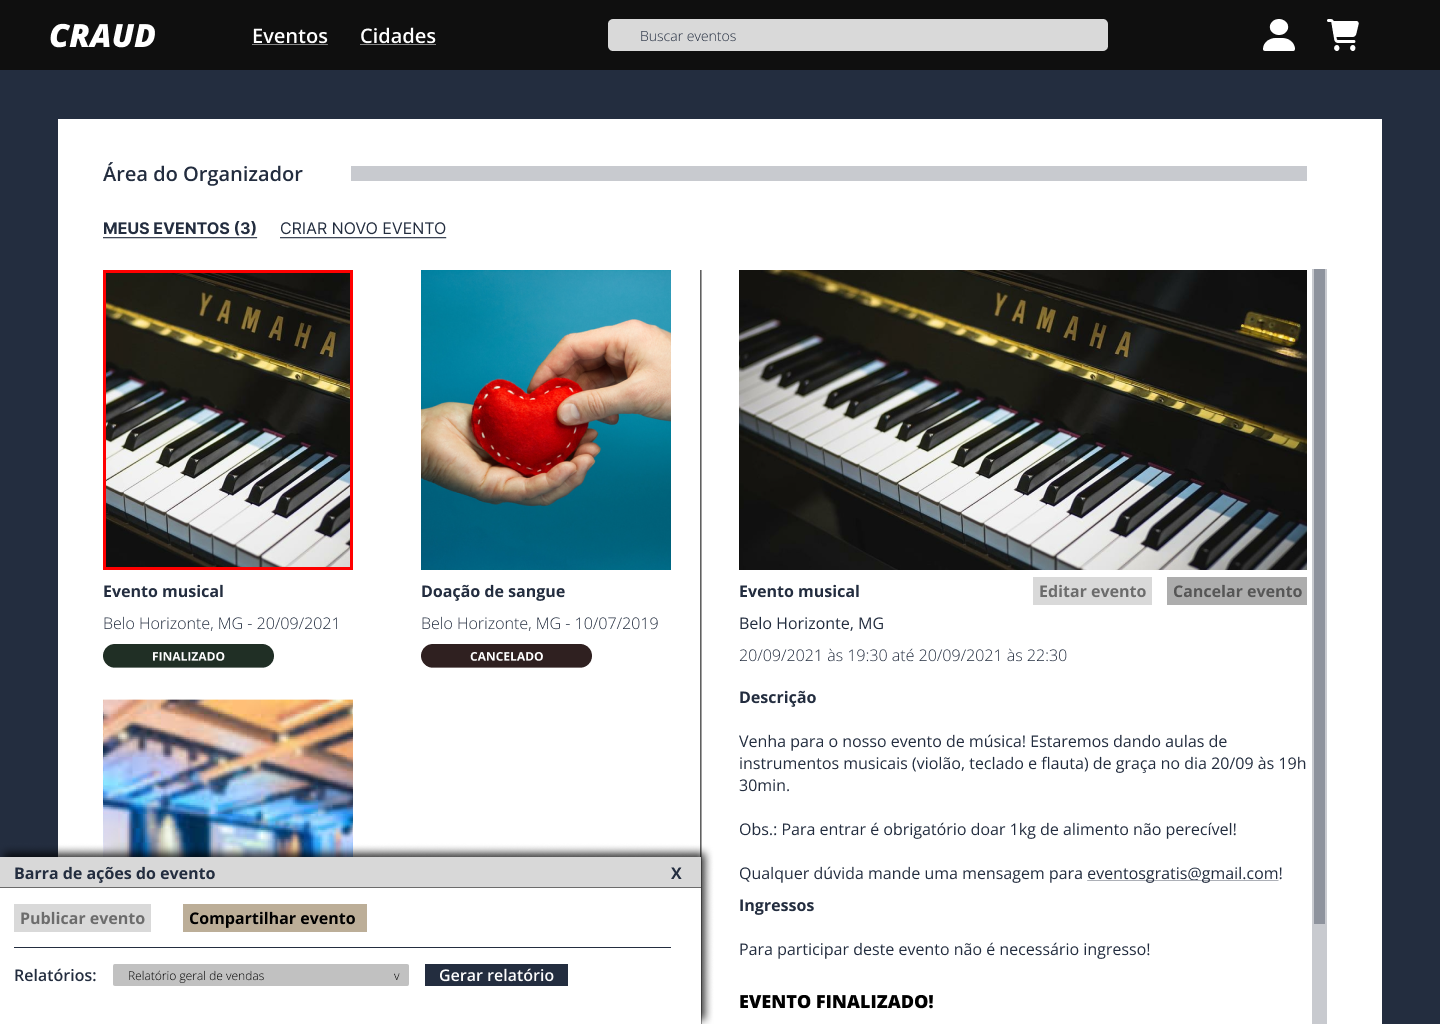 CRAUD
Eventos
Cidades
Buscar eventos
Área do Organizador
MEUS EVENTOS (3)
CRIAR NOVO EVENTO
YAMAHA
Evento musical
Belo Horizonte, MG - 20/09/2021
FINALIZADO
Doação de sangue
Belo Horizonte, MG - 10/07/2019
CANCELADO
YAMAHA
Evento musical
Editar evento
Cancelar evento
Belo Horizonte, MG
20/09/2021 às 19:30 até 20/09/2021 às 22:30
Descrição
Venha para o nosso evento de música! Estaremos dando aulas de
instrumentos musicais (violão, teclado e flauta) de graça no dia 20/09 às 19h
30min.
Obs.: Para entrar é obrigatório doar 1kg de alimento não perecível!
Qualquer dúvida mande uma mensagem para eventosgratis@gmail.com!
Ingressos
Para participar deste evento não é necessário ingresso!
EVENTO FINALIZADO!
Barra de ações do evento
X
Publicar evento
Compartilhar evento
Relatórios:
Relatório geral de vendas
v
Gerar relatório